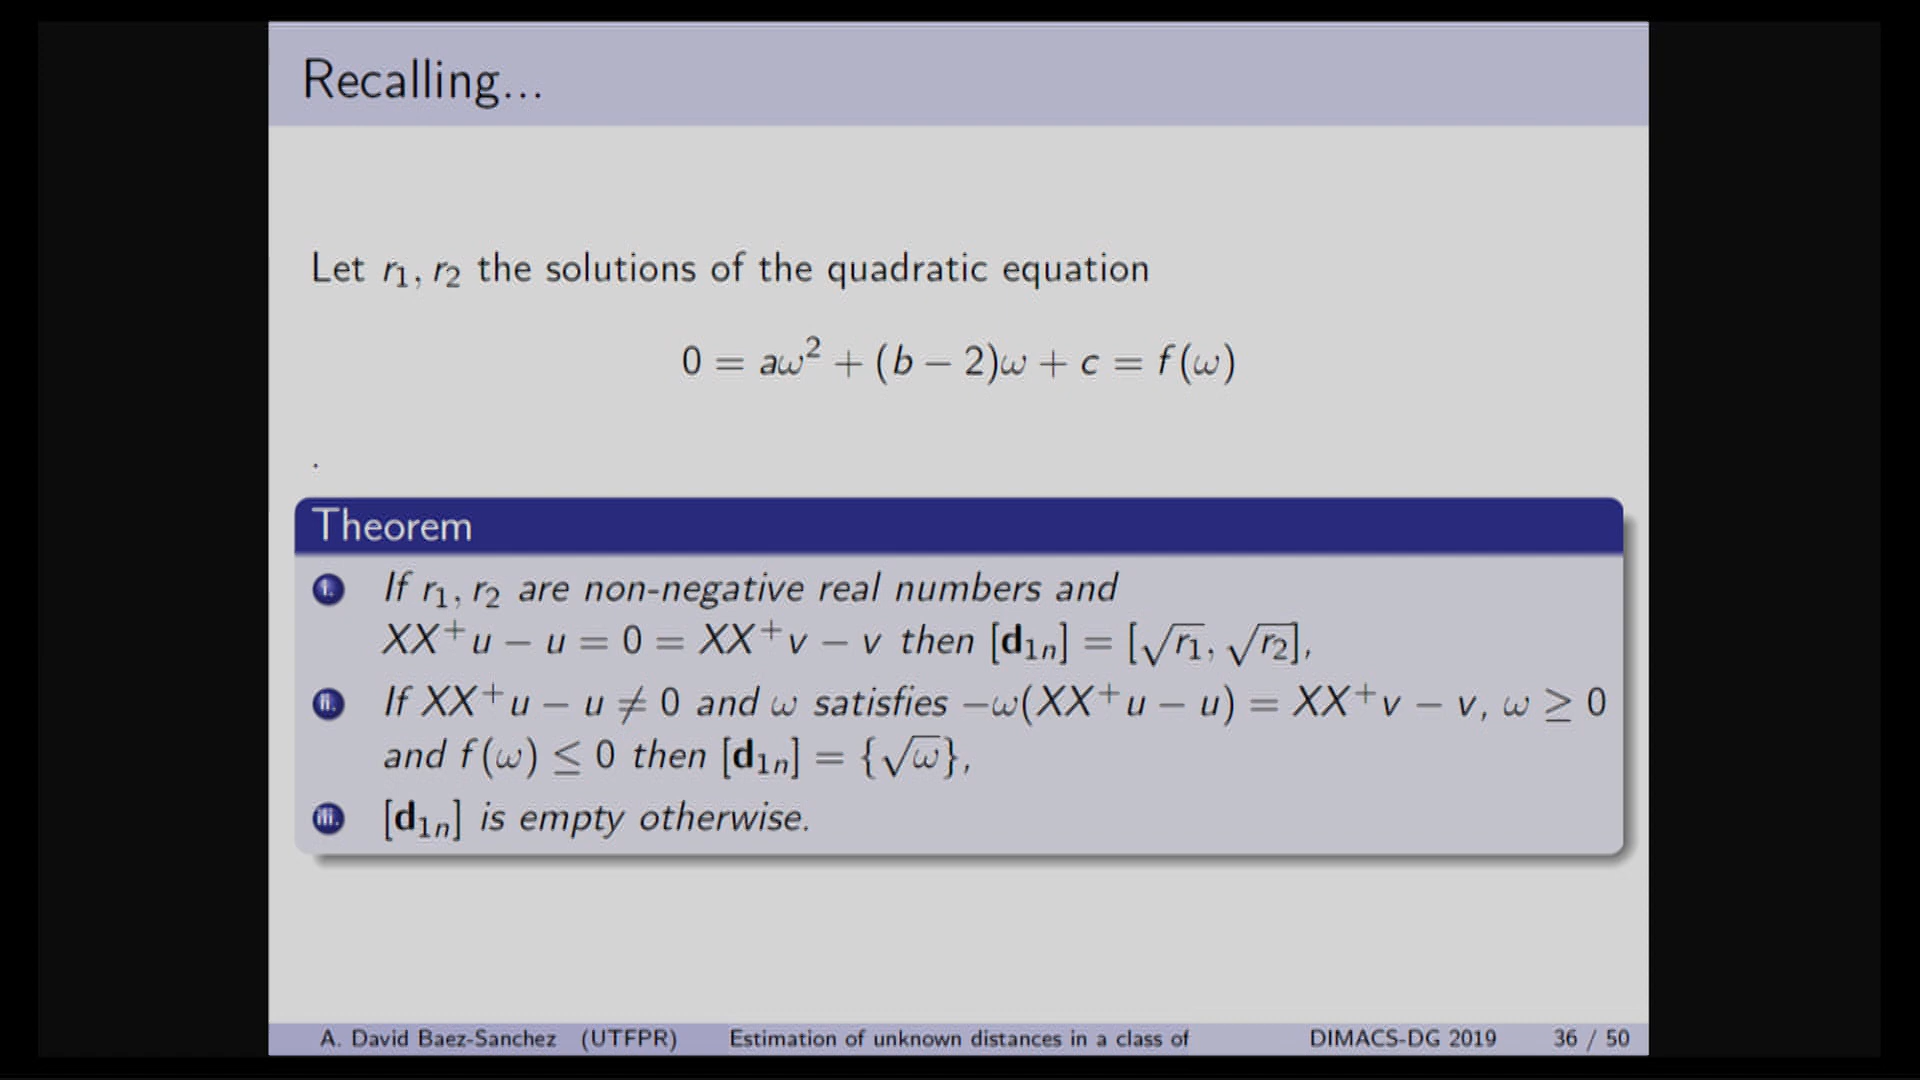 Recalling...
Let r₁, r₂ the solutions of the quadratic equation
0 = aω² + (b − 2)ω + c = f(ω)
.
Theorem
i. If r₁, r₂ are non-negative real numbers and
XX⁺u − u = 0 = XX⁺v − v then [d₁ₙ] = [√r₁, √r₂],
ii. If XX⁺u − u ≠ 0 and ω satisfies −ω(XX⁺u − u) = XX⁺v − v, ω ≥ 0
and f(ω) ≤ 0 then [d₁ₙ] = {√ω},
iii. [d₁ₙ] is empty otherwise.
A. David Baez-Sanchez (UTFPR) Estimation of unknown distances in a class of DIMACS-DG 2019 36 / 50